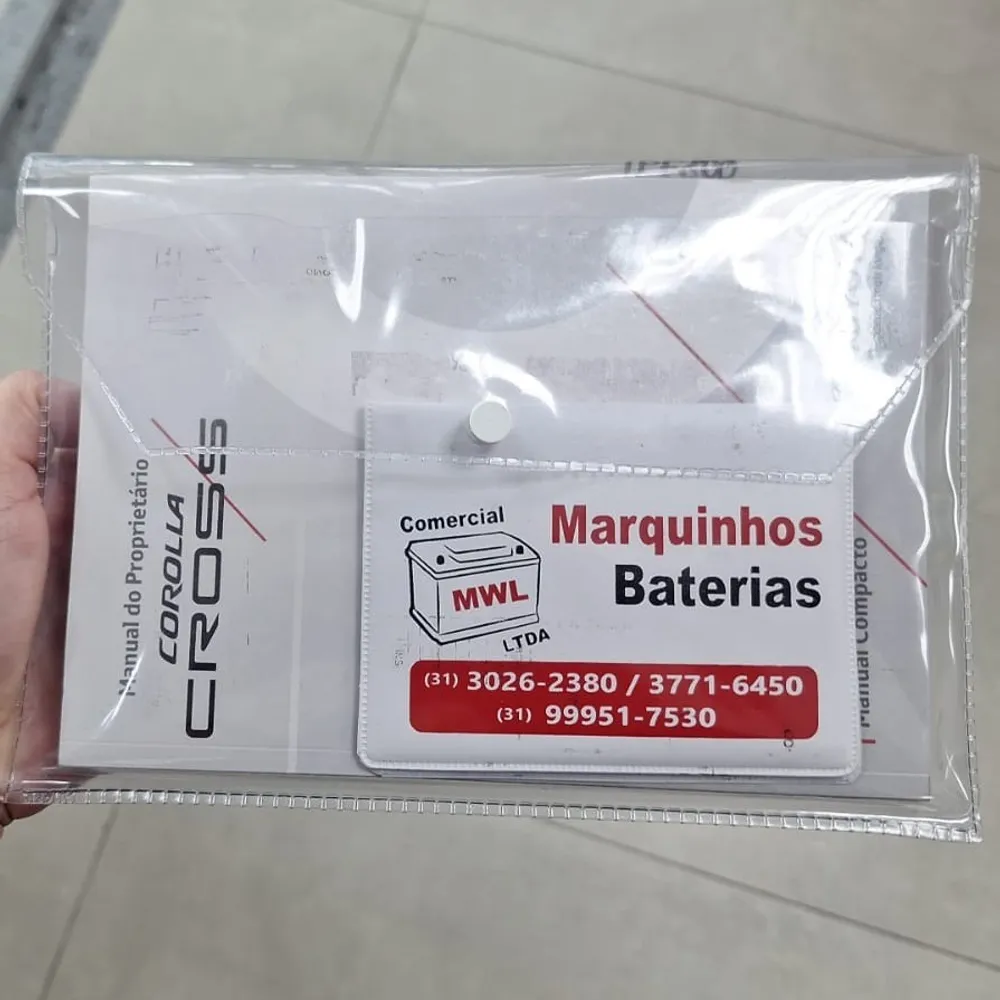 Manual do Proprietário
COROLLA
CROSS
Comercial
MWL
LTDA
Marquinhos
Baterias
(31) 3026-2380 / 3771-6450
(31) 99951-7530
Manual Compacto